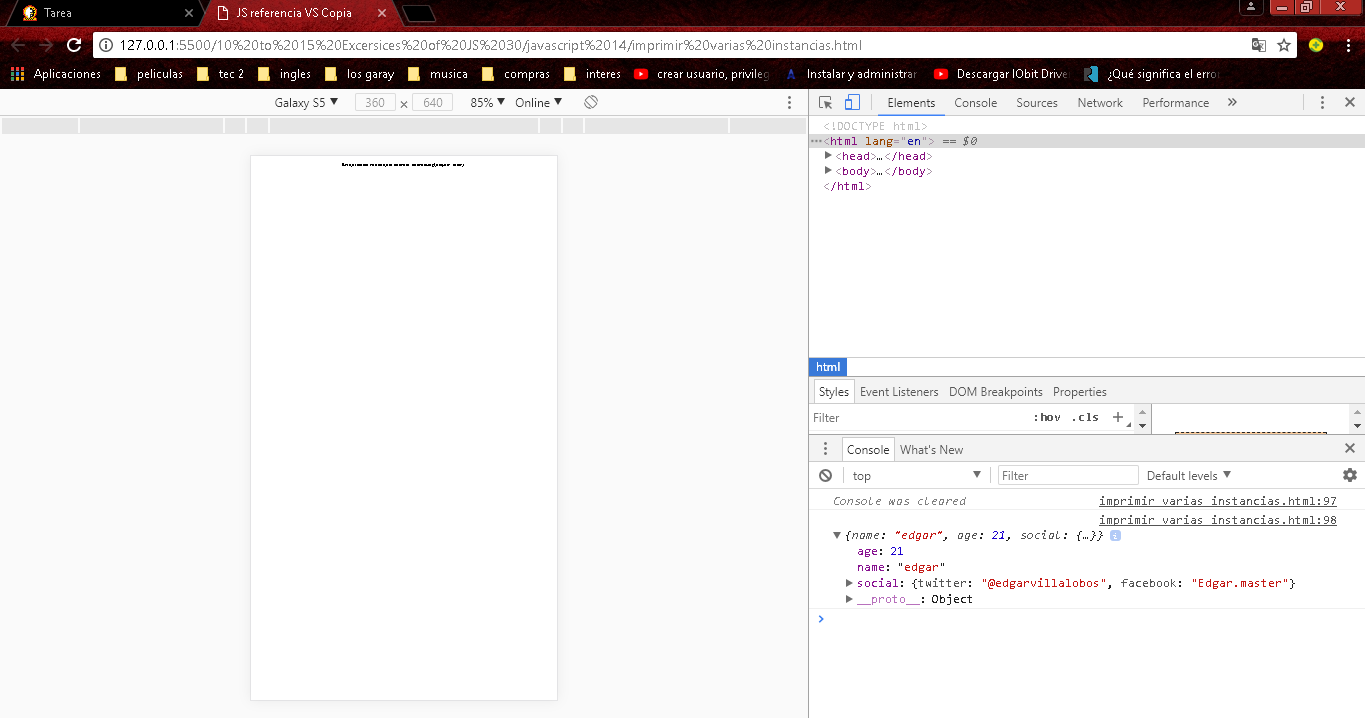 Tarea
JS referencia VS Copia
127.0.0.1:5500/10%20to%2015%20Excersices%20of%20JS%2030/javascript%2014/imprimir%20varias%20instancias.html
Aplicaciones
peliculas
tec 2
ingles
los garay
musica
compras
interes
crear usuario, privileg
Instalar y administrar
Descargar IObit Drive
¿Qué significa el erro
Galaxy S5 ▼ 360 × 640 85% ▼ Online ▼
Elements Console Sources Network Performance »
<!DOCTYPE html>
…<html lang="en"> == $0
▶<head>…</head>
▶<body>…</body>
</html>
html
Styles Event Listeners DOM Breakpoints Properties
Filter :hov .cls +
Console What's New
top ▼ Filter Default levels ▼
Console was cleared imprimir varias instancias.html:97
imprimir varias instancias.html:98
▼{name: "edgar", age: 21, social: {…}} i
age: 21
name: "edgar"
▶social: {twitter: "@edgarvillalobos", facebook: "Edgar.master"}
▶__proto__: Object
>